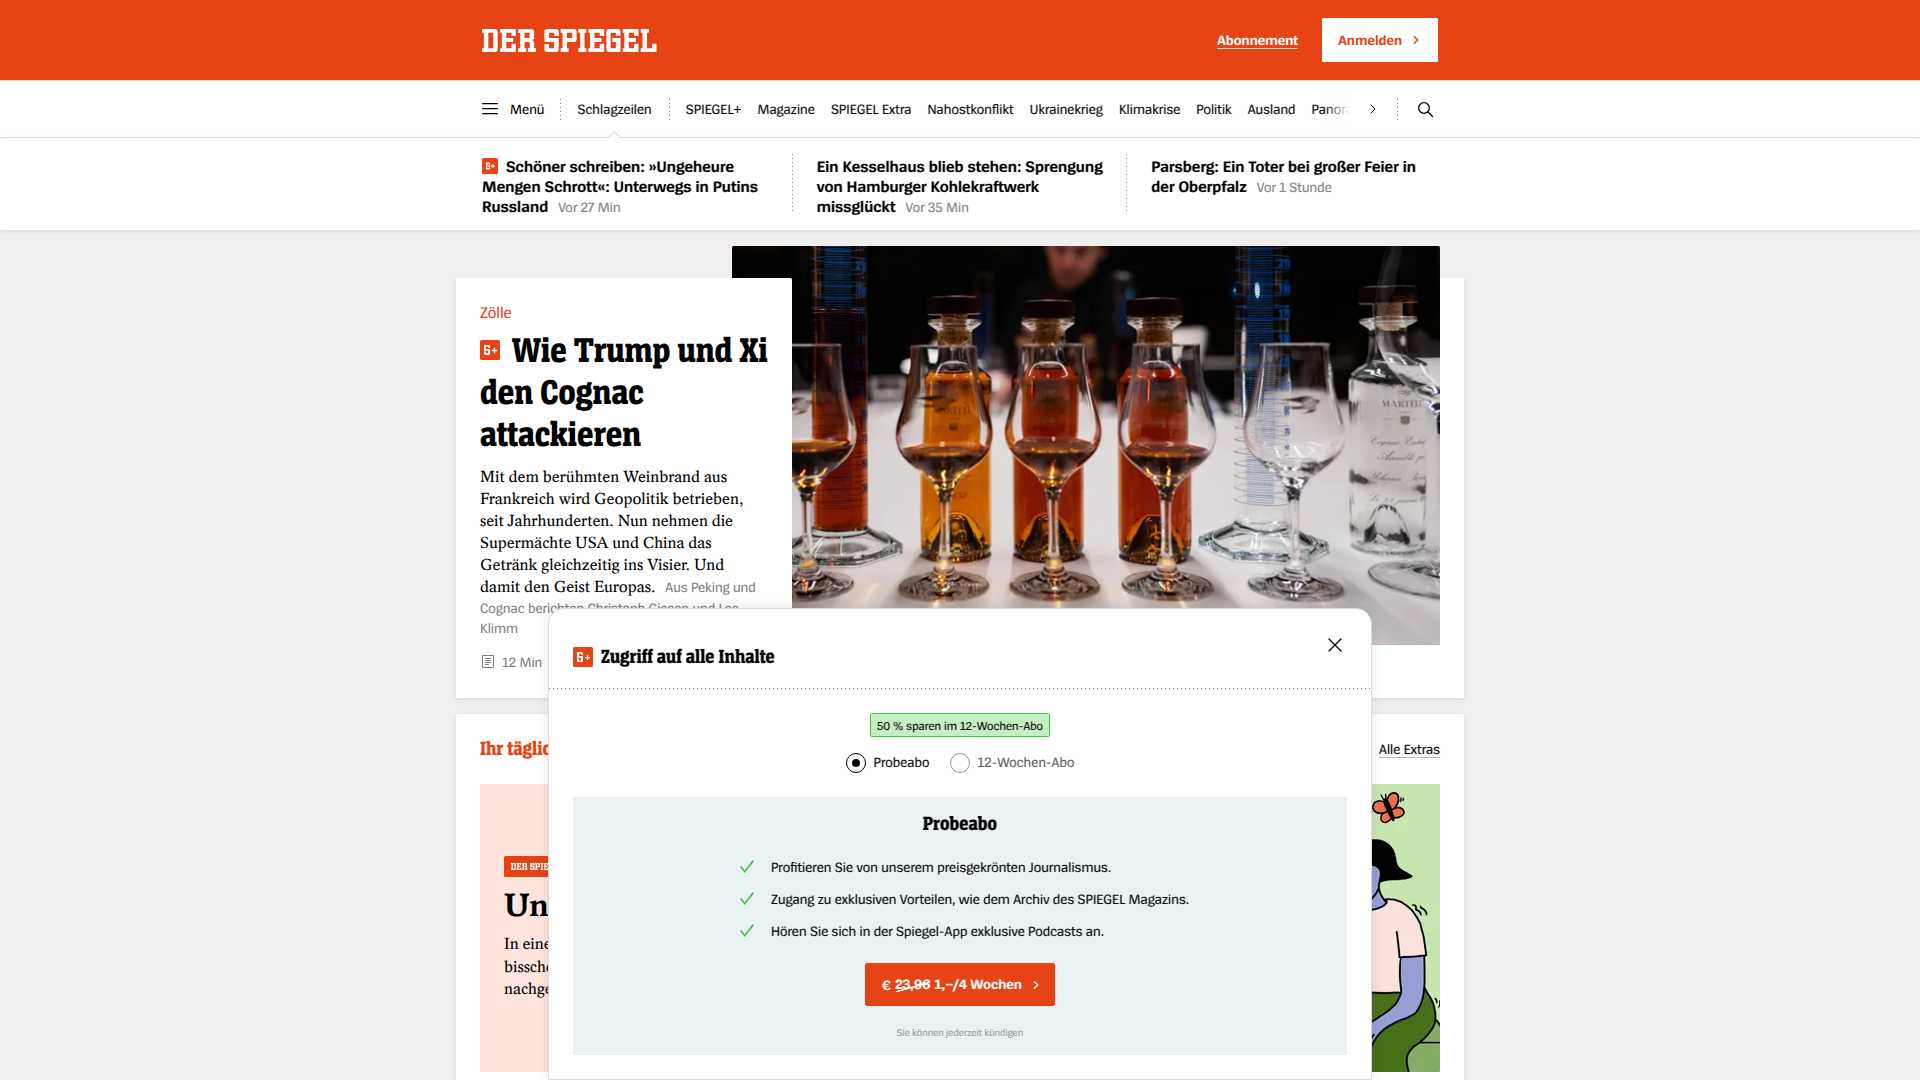 DER SPIEGEL
Abonnement
Anmelden
Menü
Schlagzeilen
SPIEGEL+
Magazine
SPIEGEL Extra
Nahostkonflikt
Ukrainekrieg
Klimakrise
Politik
Ausland
Panor
Schöner schreiben: »Ungeheure
Mengen Schrott«: Unterwegs in Putins
Russland Vor 27 Min
Ein Kesselhaus blieb stehen: Sprengung
von Hamburger Kohlekraftwerk
missglückt Vor 35 Min
Parsberg: Ein Toter bei großer Feier in
der Oberpfalz Vor 1 Stunde
Zölle
Wie Trump und Xi
den Cognac
attackieren
Mit dem berühmten Weinbrand aus
Frankreich wird Geopolitik betrieben,
seit Jahrhunderten. Nun nehmen die
Supermächte USA und China das
Getränk gleichzeitig ins Visier. Und
damit den Geist Europas. Aus Peking und
Cognac berichten Christoph Giesen und Leo
Klimm
12 Min
MARTELL
Zugriff auf alle Inhalte
50 % sparen im 12-Wochen-Abo
Probeabo
12-Wochen-Abo
Probeabo
Profitieren Sie von unserem preisgekrönten Journalismus.
Zugang zu exklusiven Vorteilen, wie dem Archiv des SPIEGEL Magazins.
Hören Sie sich in der Spiegel-App exklusive Podcasts an.
€ 23,96 1,–/4 Wochen
Sie können jederzeit kündigen
Ihr täglic
Alle Extras
DER SPIE
Un
In eine
bissch
nachge